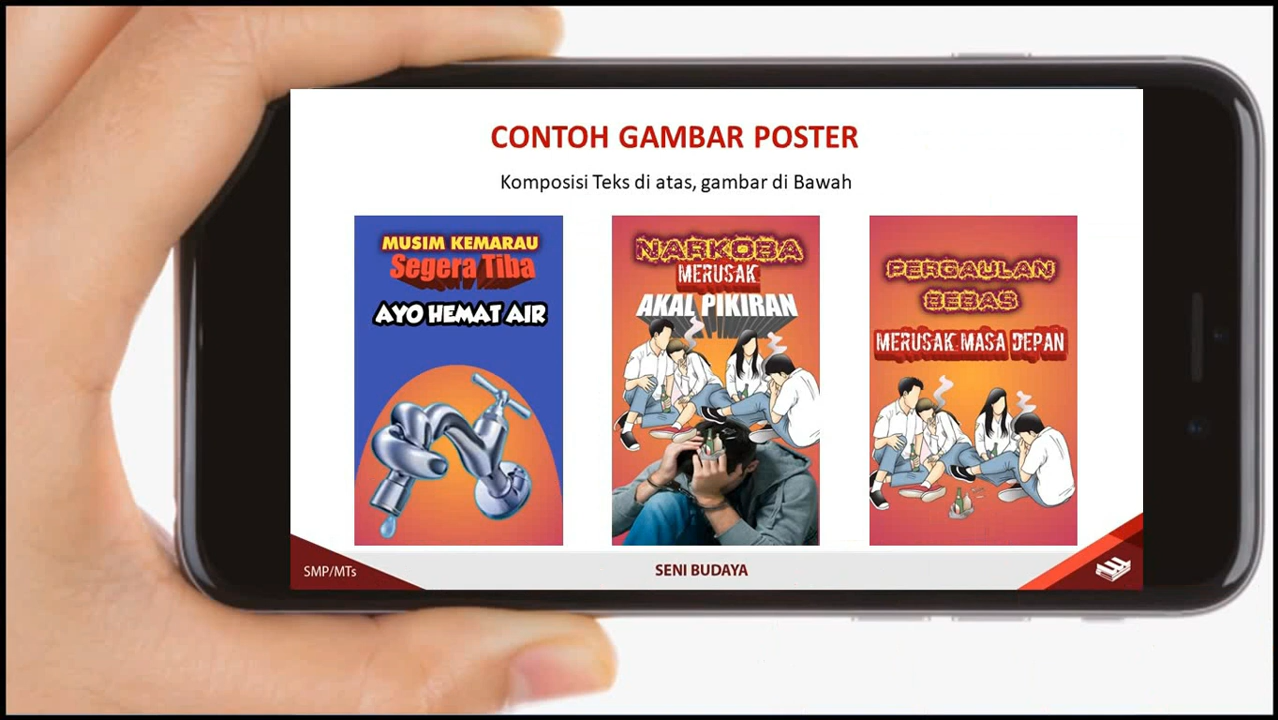 CONTOH GAMBAR POSTER
Komposisi Teks di atas, gambar di Bawah
MUSIM KEMARAU
Segera Tiba
AYO HEMAT AIR
NARKOBA
MERUSAK
AKAL PIKIRAN
PERGAULAN
BEBAS
MERUSAK MASA DEPAN
SMP/MTs
SENI BUDAYA